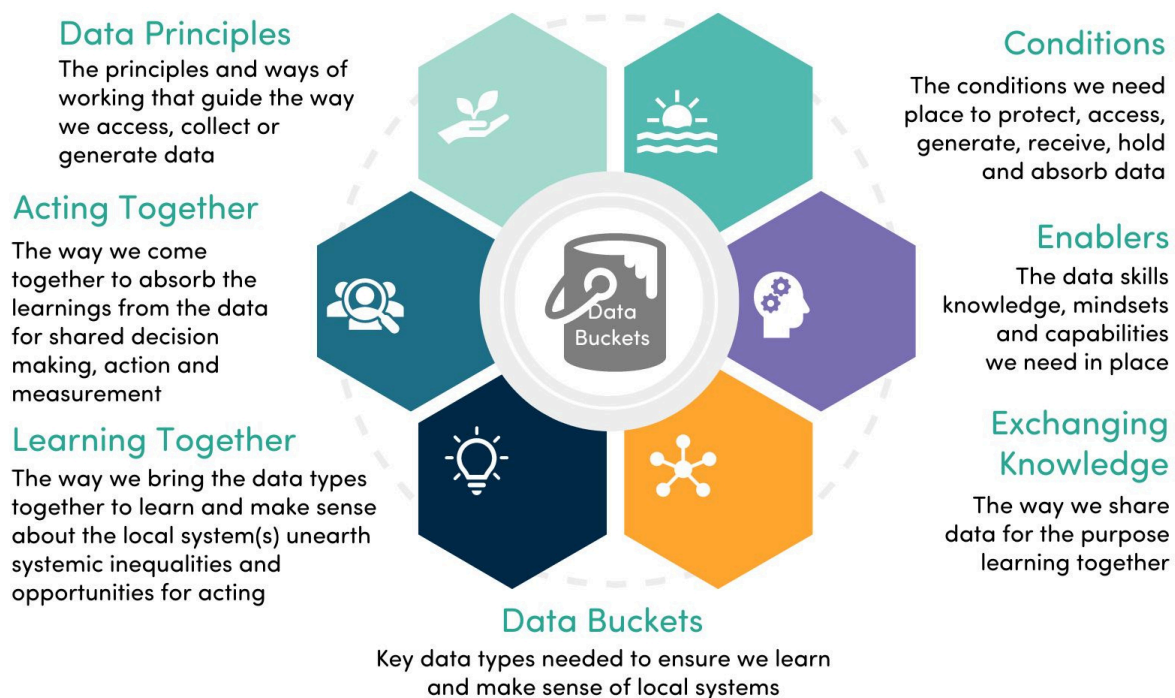 Data Principles
The principles and ways of
working that guide the way
we access, collect or
generate data
Acting Together
The way we come
together to absorb the
learnings from the data
for shared decision
making, action and
measurement
Learning Together
The way we bring the data types
together to learn and make sense
about the local system(s) unearth
systemic inequalities and
opportunities for acting
Data
Buckets
Conditions
The conditions we need
place to protect, access,
generate, receive, hold
and absorb data
Enablers
The data skills
knowledge, mindsets
and capabilities
we need in place
Exchanging
Knowledge
The way we share
data for the purpose
learning together
Data Buckets
Key data types needed to ensure we learn
and make sense of local systems